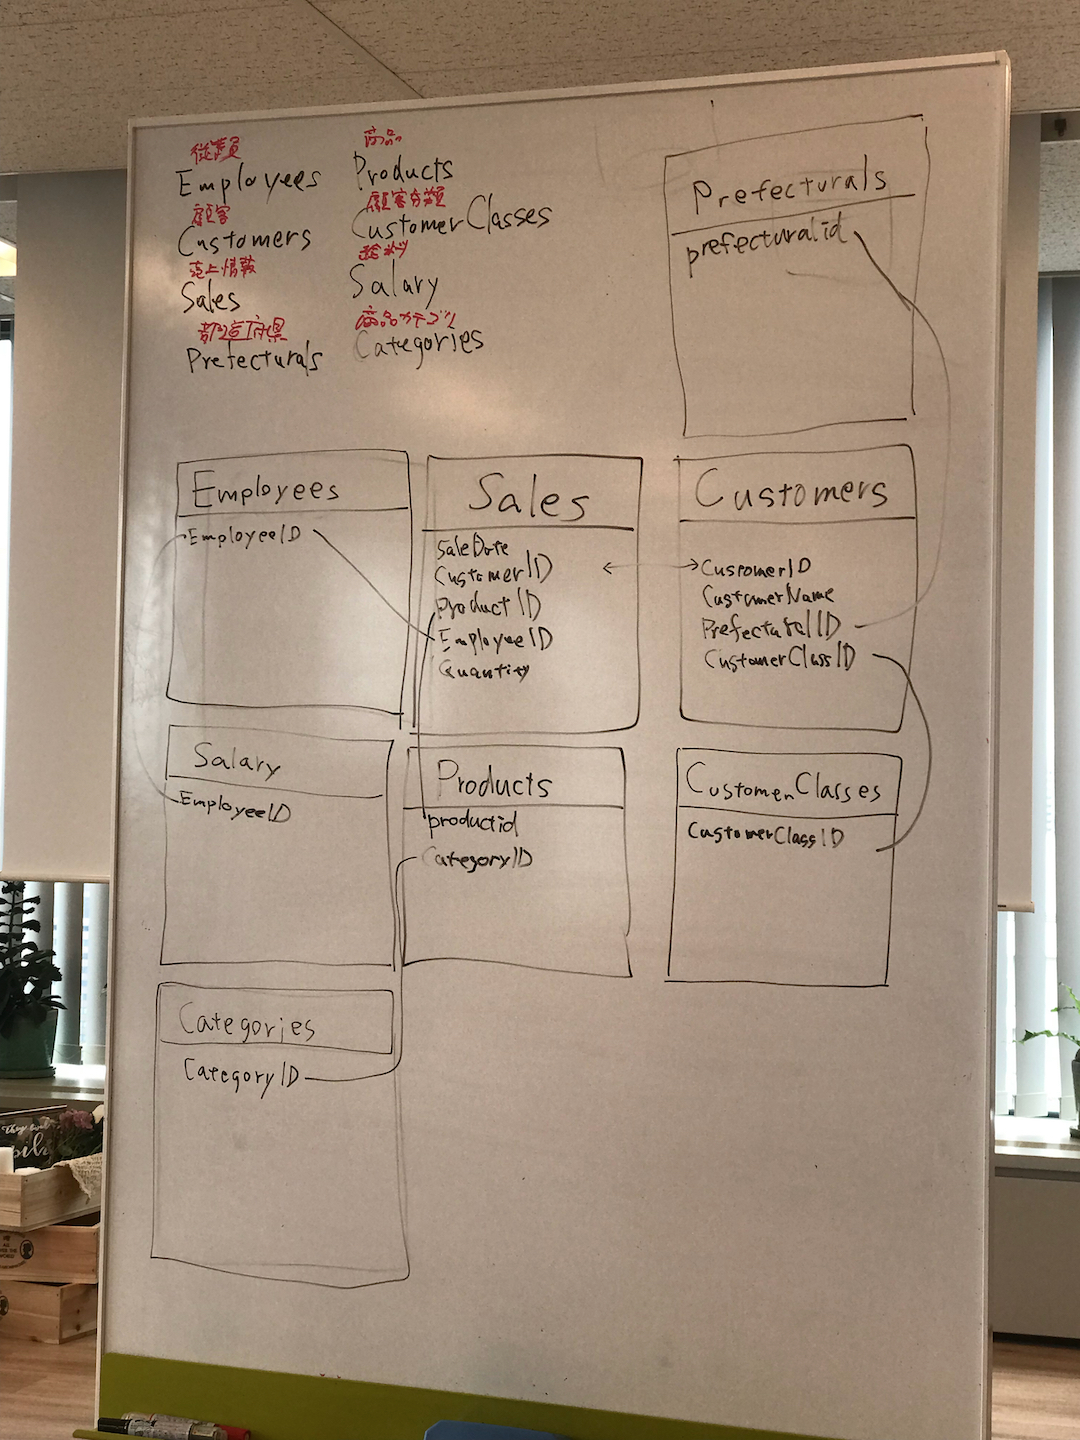 従業員
Employees
顧客
Customers
売上情報
Sales
都道府県
Prefecturals
商品
Products
顧客分類
CustomerClasses
給料
Salary
商品カテゴリ
Categories
Prefecturals
prefecturalid
Employees
EmployeeID
Sales
SaleDate
CustomerID
ProductID
EmployeeID
Quantity
Customers
CustomerID
CustomerName
PrefecturalID
CustomerClassID
Salary
EmployeeID
Products
productid
CategoryID
CustomerClasses
CustomerClassID
Categories
CategoryID